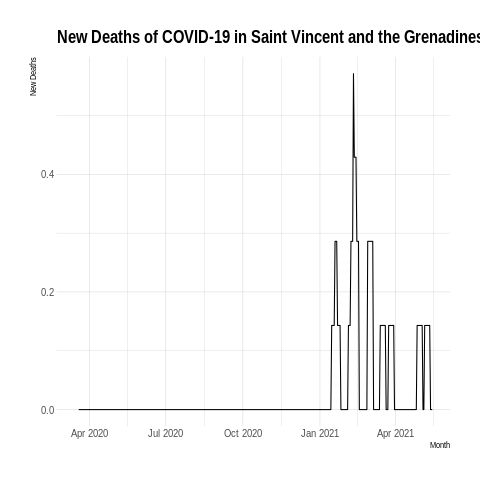 New Deaths of COVID-19 in Saint Vincent and the Grenadines
New Deaths
0.4
0.2
0.0
Apr 2020 Jul 2020 Oct 2020 Jan 2021 Apr 2021
Month